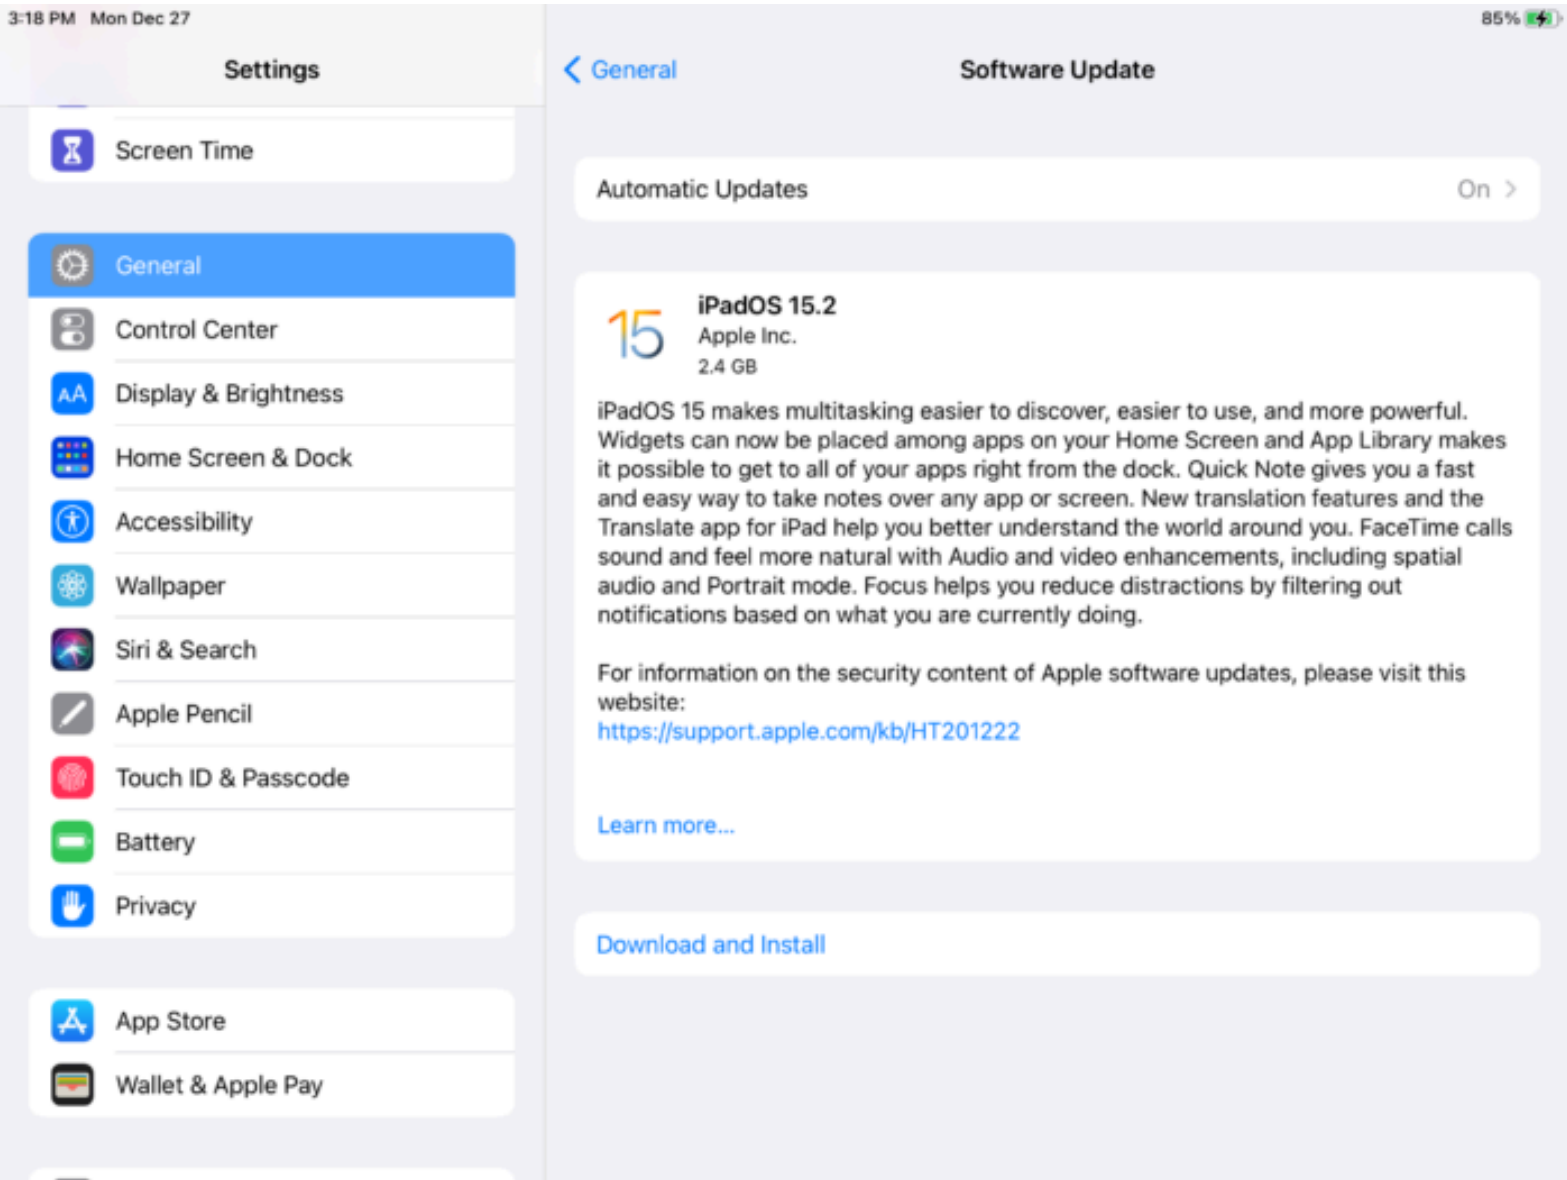 3:18 PM Mon Dec 27
85%
Settings
Screen Time
General
Control Center
AA
Display & Brightness
Home Screen & Dock
Accessibility
Wallpaper
Siri & Search
Apple Pencil
Touch ID & Passcode
Battery
Privacy
App Store
Wallet & Apple Pay
General
Software Update
Automatic Updates
On
15
iPadOS 15.2
Apple Inc.
2.4 GB
iPadOS 15 makes multitasking easier to discover, easier to use, and more powerful.
Widgets can now be placed among apps on your Home Screen and App Library makes
it possible to get to all of your apps right from the dock. Quick Note gives you a fast
and easy way to take notes over any app or screen. New translation features and the
Translate app for iPad help you better understand the world around you. FaceTime calls
sound and feel more natural with Audio and video enhancements, including spatial
audio and Portrait mode. Focus helps you reduce distractions by filtering out
notifications based on what you are currently doing.
For information on the security content of Apple software updates, please visit this
website:
https://support.apple.com/kb/HT201222
Learn more...
Download and Install